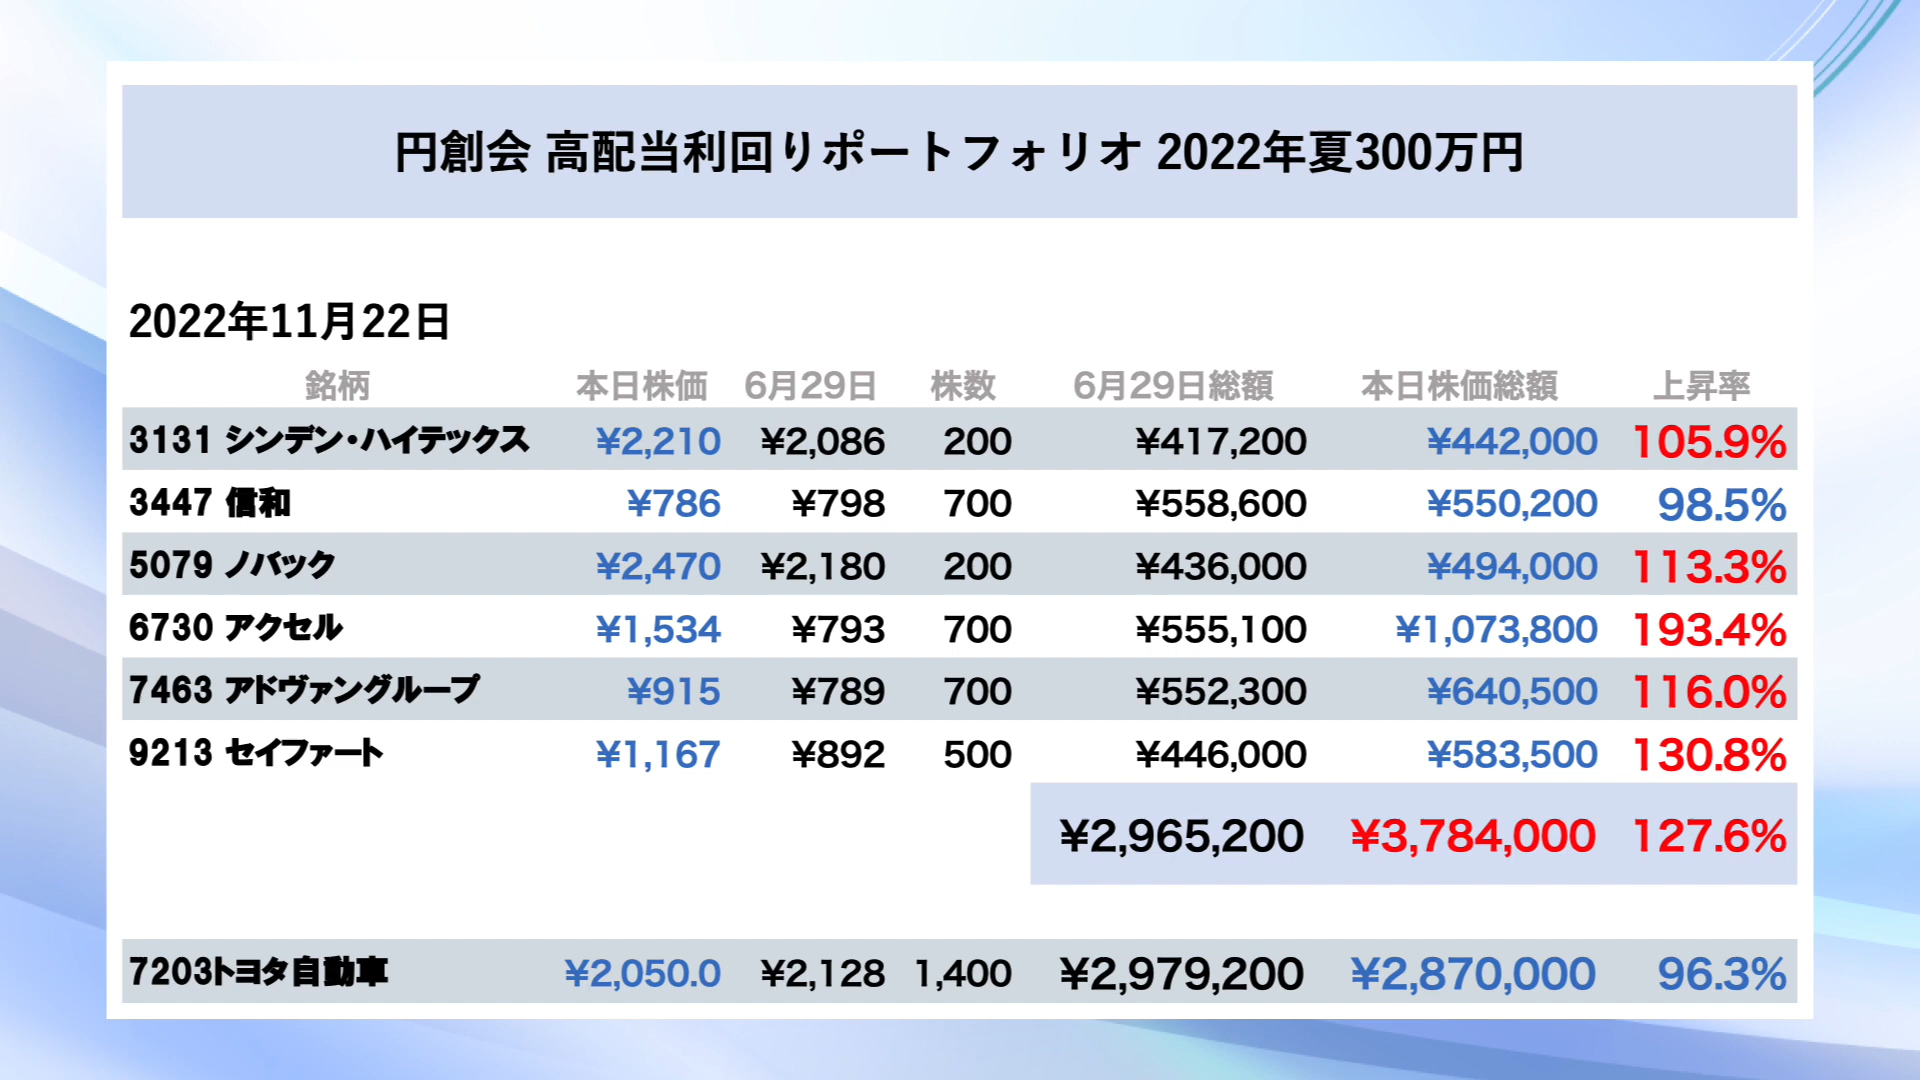 円創会 高配当利回りポートフォリオ 2022年夏300万円
2022年11月22日
銘柄 本日株価 6月29日 株数 6月29日総額 本日株価総額 上昇率
3131 シンデン・ハイテックス ¥2,210 ¥2,086 200 ¥417,200 ¥442,000 105.9%
3447 信和 ¥786 ¥798 700 ¥558,600 ¥550,200 98.5%
5079 ノバック ¥2,470 ¥2,180 200 ¥436,000 ¥494,000 113.3%
6730 アクセル ¥1,534 ¥793 700 ¥555,100 ¥1,073,800 193.4%
7463 アドヴァングループ ¥915 ¥789 700 ¥552,300 ¥640,500 116.0%
9213 セイファート ¥1,167 ¥892 500 ¥446,000 ¥583,500 130.8%
¥2,965,200 ¥3,784,000 127.6%
7203トヨタ自動車 ¥2,050.0 ¥2,128 1,400 ¥2,979,200 ¥2,870,000 96.3%